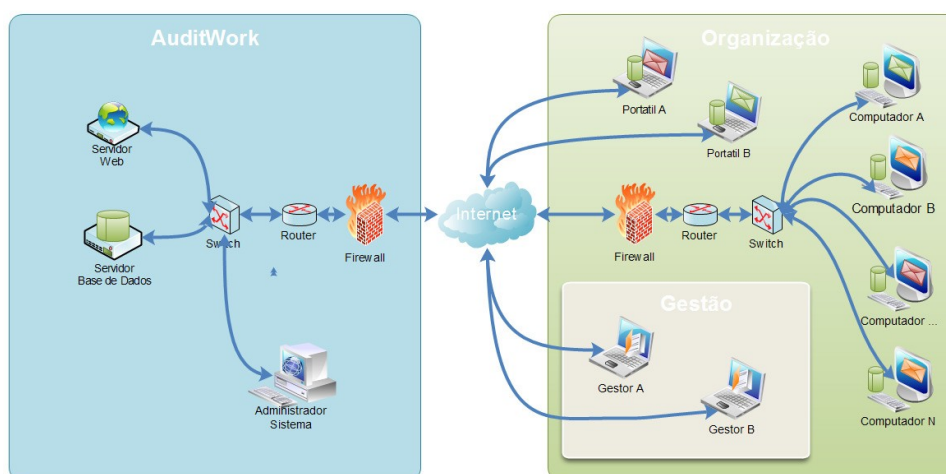 AuditWork
Servidor
Web
Servidor
Base de Dados
Switch
Router
Firewall
Administrador
Sistema
Internet
Organização
Portatil A
Portatil B
Computador A
Computador B
Computador ...
Computador N
Firewall
Router
Switch
Gestão
Gestor A
Gestor B